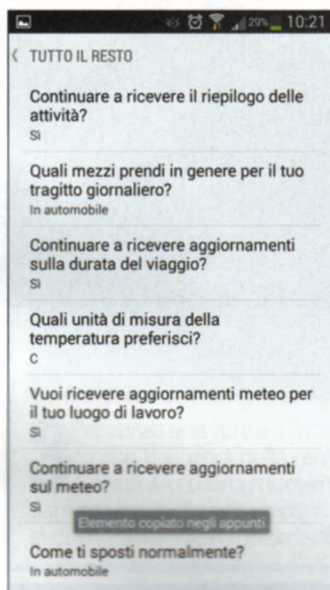 29% 10:21
TUTTO IL RESTO
Continuare a ricevere il riepilogo delle
attività?
Sì
Quali mezzi prendi in genere per il tuo
tragitto giornaliero?
In automobile
Continuare a ricevere aggiornamenti
sulla durata del viaggio?
Sì
Quali unità di misura della
temperatura preferisci?
C
Vuoi ricevere aggiornamenti meteo per
il tuo luogo di lavoro?
Sì
Continuare a ricevere aggiornamenti
sul meteo?
Sì
Elemento copiato negli appunti
Come ti sposti normalmente?
In automobile